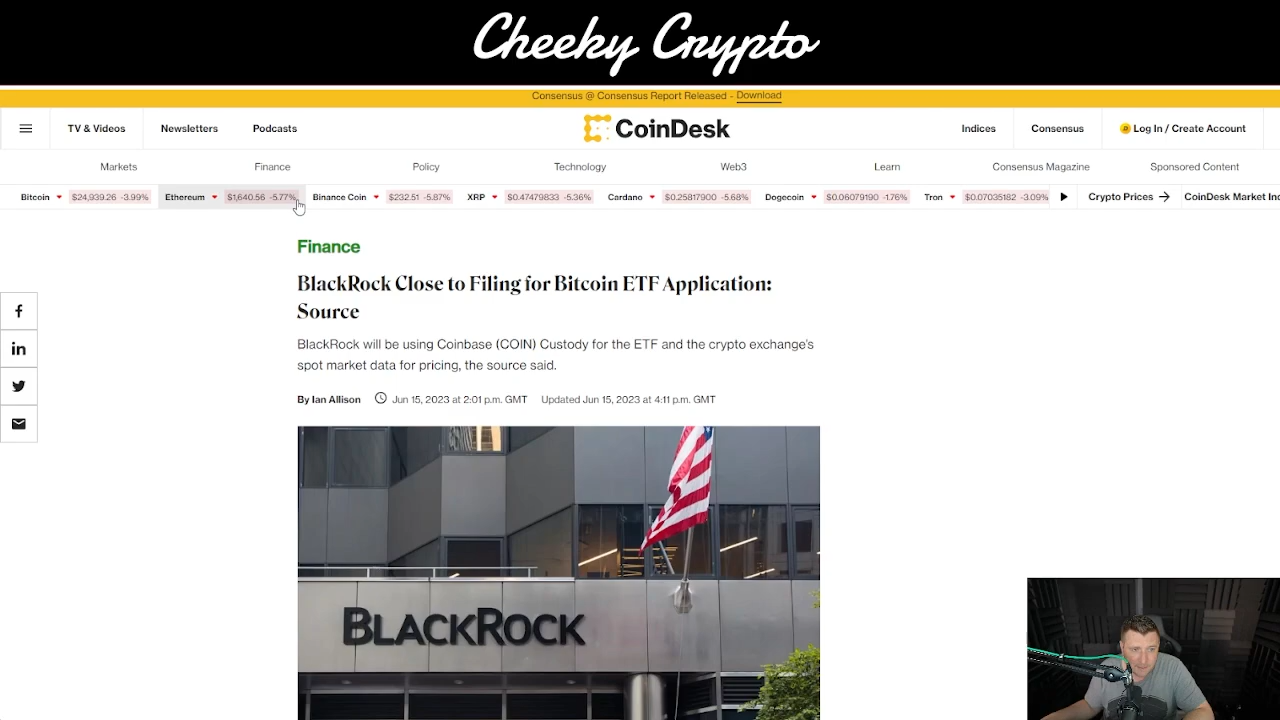 Cheeky Crypto
Consensus @ Consensus Report Released - Download
TV & Videos Newsletters Podcasts CoinDesk Indices Consensus Log In / Create Account
Markets Finance Policy Technology Web3 Learn Consensus Magazine Sponsored Content
Bitcoin $24,939.26 -3.99% Ethereum $1,640.56 -5.77% Binance Coin $232.51 -5.87% XRP $0.47479833 -5.36% Cardano $0.25817900 -5.68% Dogecoin $0.06079190 -1.76% Tron $0.07035182 -3.09% Crypto Prices → CoinDesk Market Ind
Finance
BlackRock Close to Filing for Bitcoin ETF Application:
Source
BlackRock will be using Coinbase (COIN) Custody for the ETF and the crypto exchange's
spot market data for pricing, the source said.
By Ian Allison Jun 15, 2023 at 2:01 p.m. GMT Updated Jun 15, 2023 at 4:11 p.m. GMT
BLACKROCK